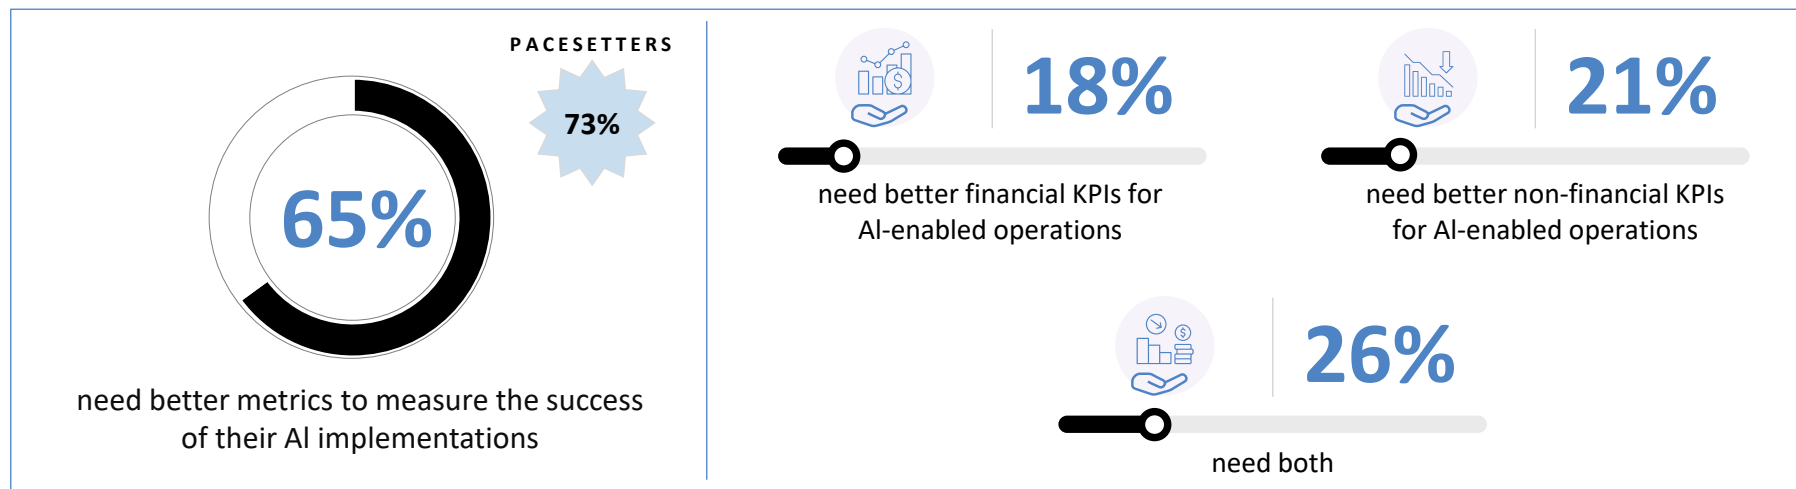 PACESETTERS
73%
65%
need better metrics to measure the success
of their AI implementations
18%
need better financial KPIs for
AI-enabled operations
21%
need better non-financial KPIs
for AI-enabled operations
26%
need both